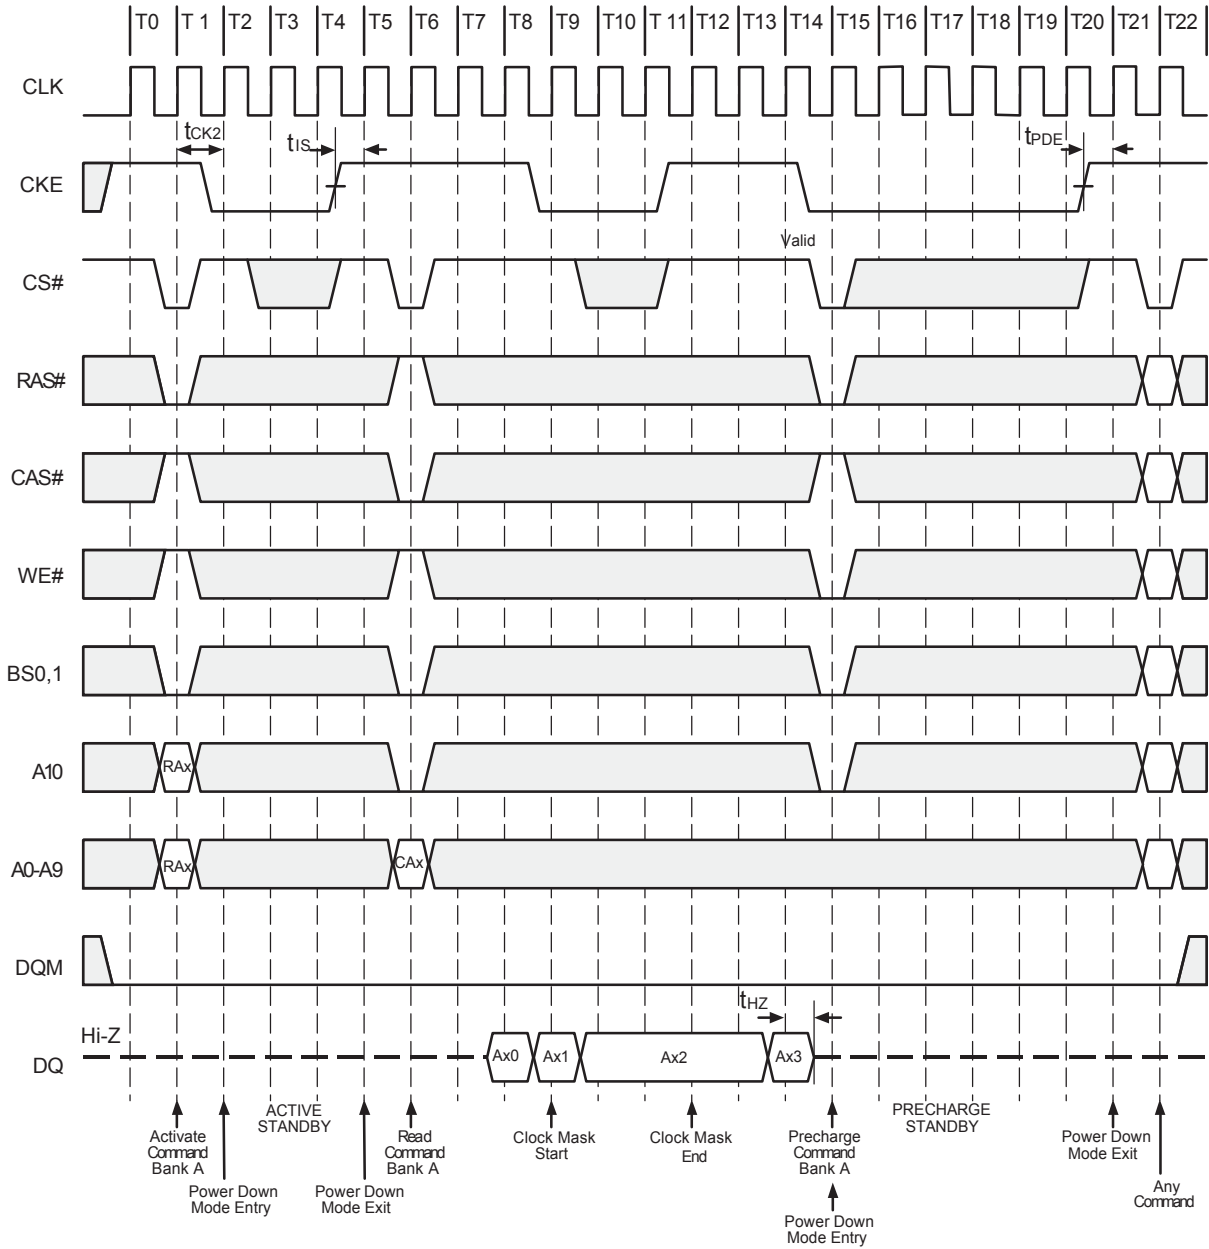 T0 T 1 T2 T3 T4 T5 T6 T7 T8 T9 T10 T 11 T12 T13 T14 T15 T16 T17 T18 T19 T20 T21 T22
CLK
tCK2
tIS
tPDE
CKE
Valid
CS#
RAS#
CAS#
WE#
BS0,1
A10
RAx
A0-A9
RAx
CAx
DQM
tHZ
Hi-Z
DQ
Ax0
Ax1
Ax2
Ax3
ACTIVE
STANDBY
PRECHARGE
STANDBY
Activate
Command
Bank A
Read
Command
Bank A
Clock Mask
Start
Clock Mask
End
Precharge
Command
Bank A
Power Down
Mode Exit
Power Down
Mode Entry
Power Down
Mode Exit
Any
Command
Power Down
Mode Entry